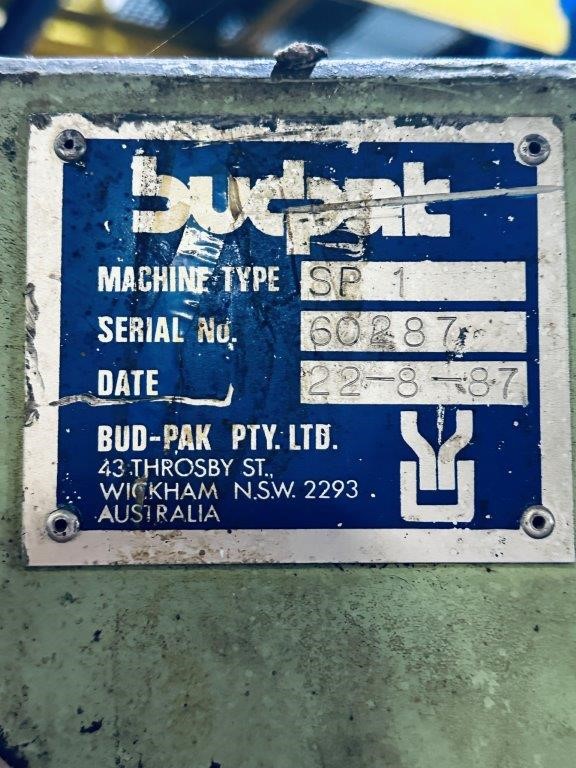 budpak
MACHINE TYPE SP 1
SERIAL No. 60287
DATE 22-8-87
BUD-PAK PTY. LTD.
43 THROSBY ST.,
WICKHAM N.S.W. 2293.
AUSTRALIA